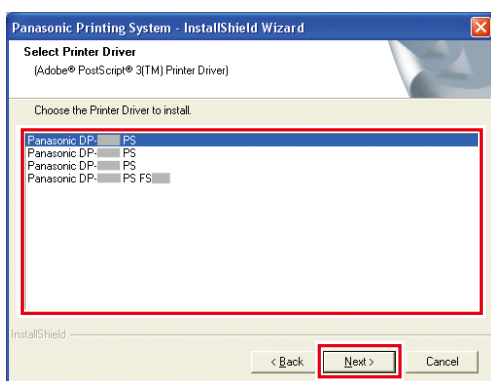 Panasonic Printing System - InstallShield Wizard
Select Printer Driver
(Adobe® PostScript® 3(TM) Printer Driver)
Choose the Printer Driver to install.
Panasonic DP- PS
Panasonic DP- PS
Panasonic DP- PS
Panasonic DP- PS FS
InstallShield
< Back Next > Cancel